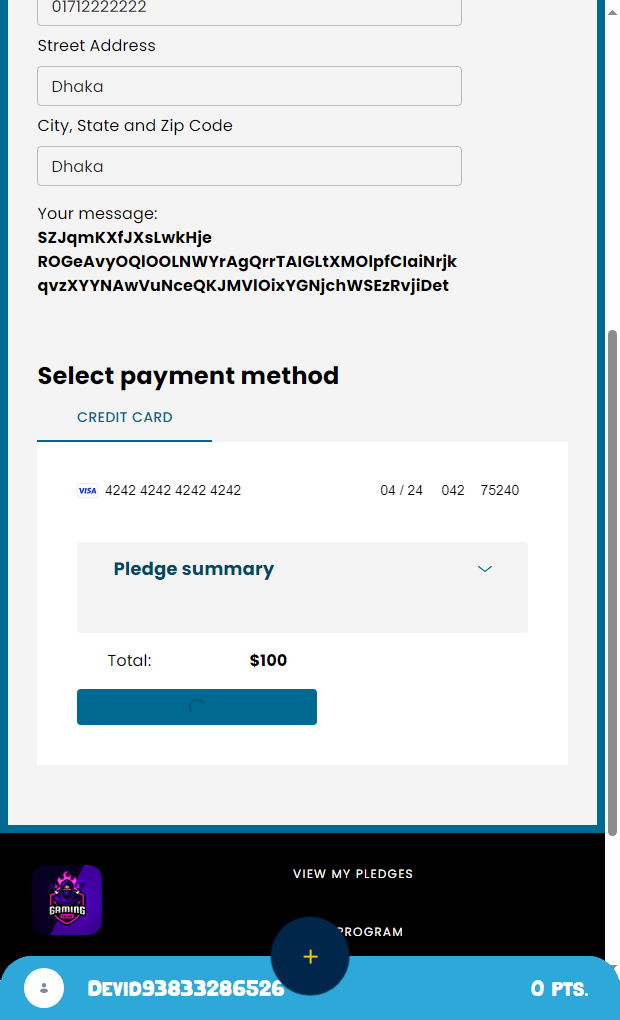 01712222222
Street Address
Dhaka
City, State and Zip Code
Dhaka
Your message:
SZJqmKXfJXsLwkHje
ROGeAvyOQlOOLNWYrAgQrrTAIGLtXMOlpfCIaiNrjk
qvzXYYNAwVuNceQKJMVlOixYGNjchWSEzRvjiDet
Select payment method
CREDIT CARD
VISA 4242 4242 4242 4242 04 / 24 042 75240
Pledge summary
Total: $100
VIEW MY PLEDGES
GAMING
PROGRAM
+
Devid93833286526 0 PTS.